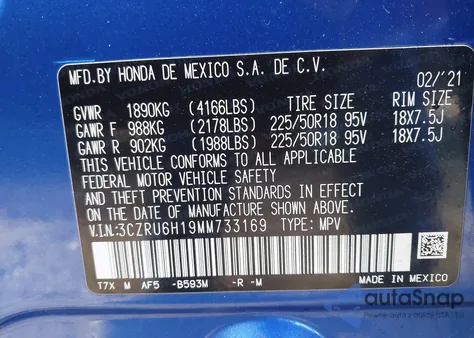 MFD.BY HONDA DE MEXICO S.A. DE C.V. 02/'21
GVWR 1890KG (4166LBS) TIRE SIZE RIM SIZE
GAWR F 988KG (2178LBS) 225/50R18 95V 18X7.5J
GAWR R 902KG (1988LBS) 225/50R18 95V 18X7.5J
THIS VEHICLE CONFORMS TO ALL APPLICABLE
FEDERAL MOTOR VEHICLE SAFETY
AND THEFT PREVENTION STANDARDS IN EFFECT
ON THE DATE OF MANUFACTURE SHOWN ABOVE.
V.I.N:3CZRU6H19MM733169 TYPE: MPV
T7X M AF5 -B593M -R -M MADE IN MEXICO
autoSnap